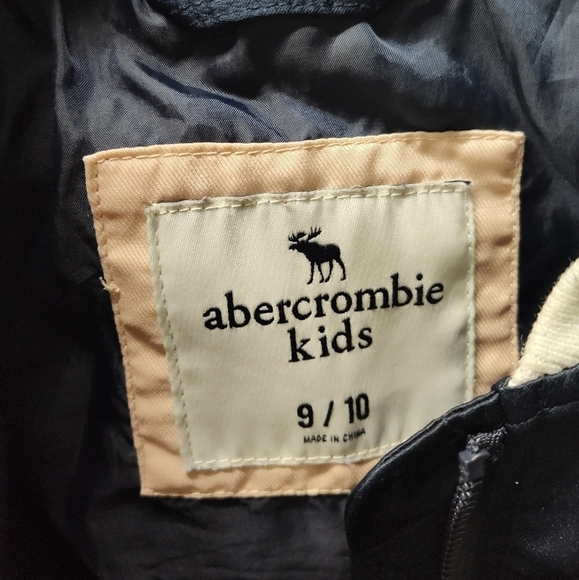 abercrombie
kids
9 / 10
MADE IN CHINA